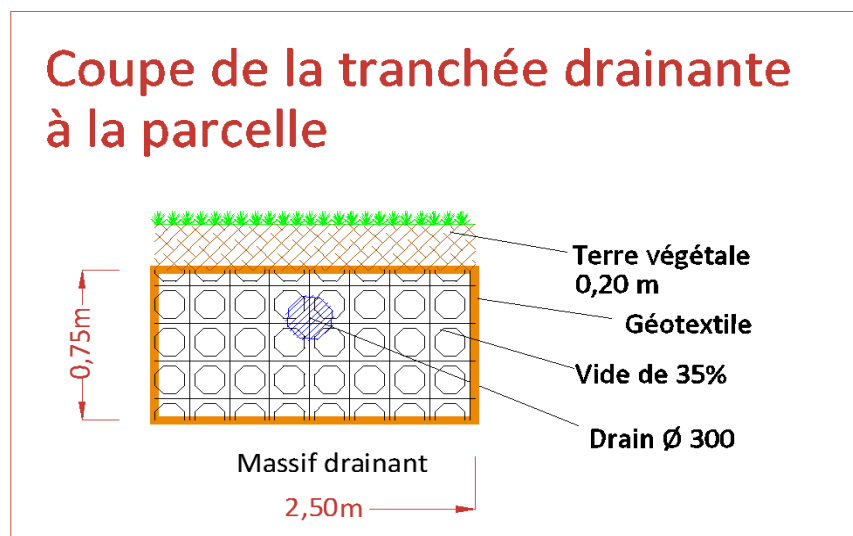 Coupe de la tranchée drainante
à la parcelle
Terre végétale
0,20 m
Géotextile
0,75m
Vide de 35%
Drain Ø 300
Massif drainant
2,50m